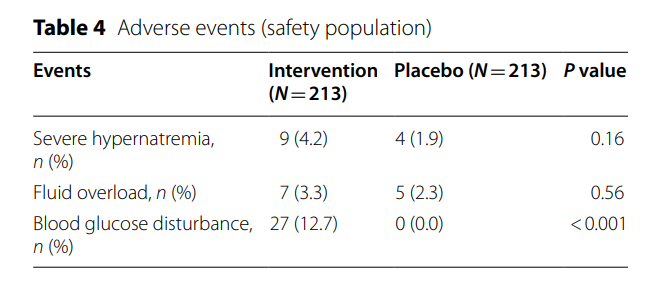 Table 4 Adverse events (safety population)
Events Intervention (N=213) Placebo (N=213) P value
Severe hypernatremia, n (%) 9 (4.2) 4 (1.9) 0.16
Fluid overload, n (%) 7 (3.3) 5 (2.3) 0.56
Blood glucose disturbance, n (%) 27 (12.7) 0 (0.0) <0.001